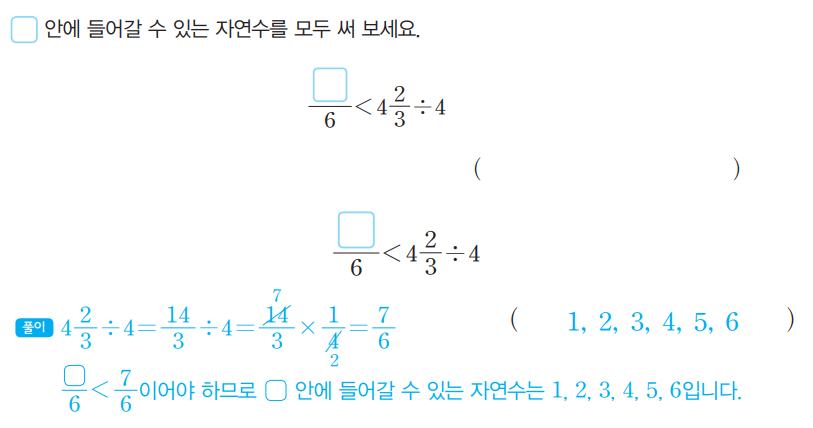 □ 안에 들어갈 수 있는 자연수를 모두 써 보세요.
□/6 < 4 2/3 ÷ 4
( )
□/6 < 4 2/3 ÷ 4
풀이 4 2/3 ÷ 4 = 14/3 ÷ 4 = 14/3 × 1/4 = 7/6 ( 1, 2, 3, 4, 5, 6 )
7
2
□/6 < 7/6 이어야 하므로 □ 안에 들어갈 수 있는 자연수는 1, 2, 3, 4, 5, 6입니다.